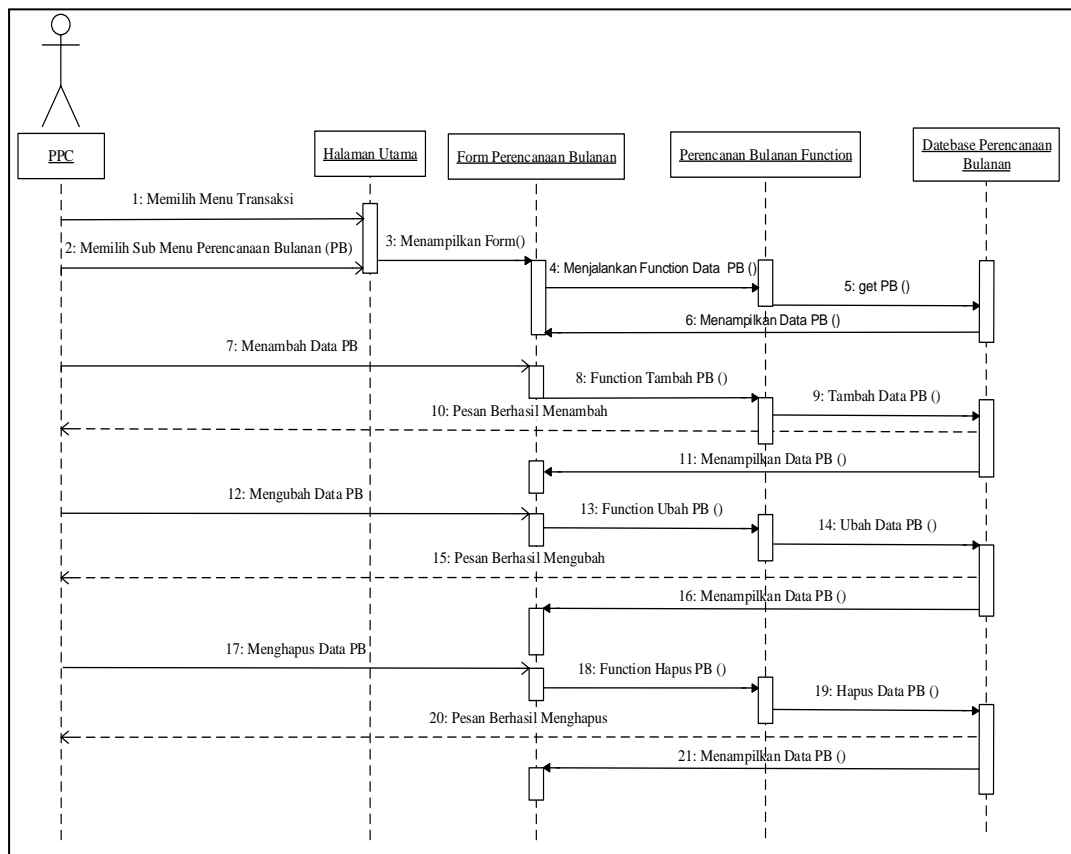 PPC
Halaman Utama
Form Perencanaan Bulanan
Perencanan Bulanan Function
Datebase Perencanaan
Bulanan
1: Memilih Menu Transaksi
2: Memilih Sub Menu Perencanaan Bulanan (PB)
3: Menampilkan Form()
4: Menjalankan Function Data PB ()
5: get PB ()
6: Menampilkan Data PB ()
7: Menambah Data PB
8: Function Tambah PB ()
9: Tambah Data PB ()
10: Pesan Berhasil Menambah
11: Menampilkan Data PB ()
12: Mengubah Data PB
13: Function Ubah PB ()
14: Ubah Data PB ()
15: Pesan Berhasil Mengubah
16: Menampilkan Data PB ()
17: Menghapus Data PB
18: Function Hapus PB ()
19: Hapus Data PB ()
20: Pesan Berhasil Menghapus
21: Menampilkan Data PB ()